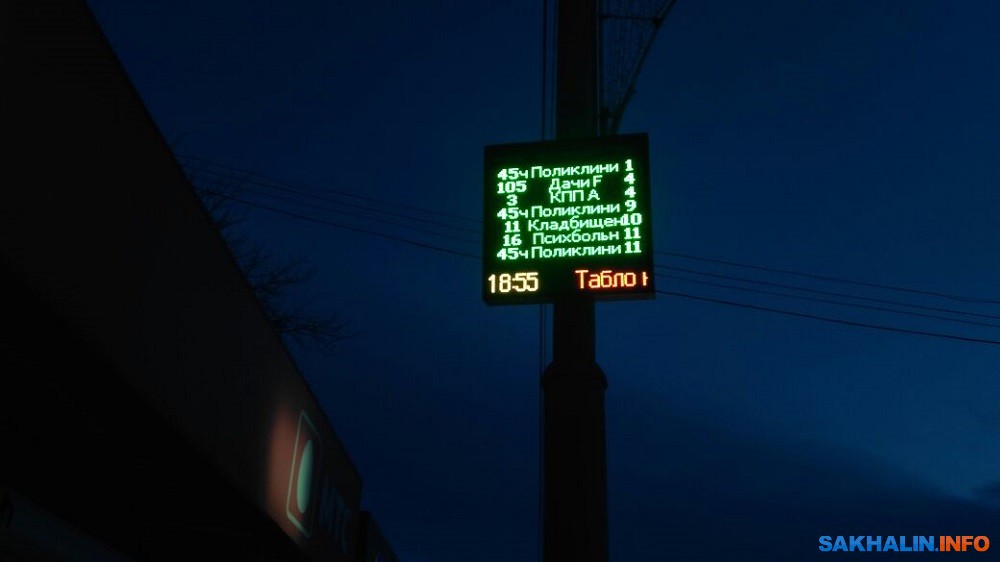 45ч Поликлини 1
105 Дачи F 4
3 КПП А 4
45ч Поликлини 9
11 Кладбищен 10
16 Психбольн 11
45ч Поликлини 11
18:55 Табло
SAKHALIN.INFO